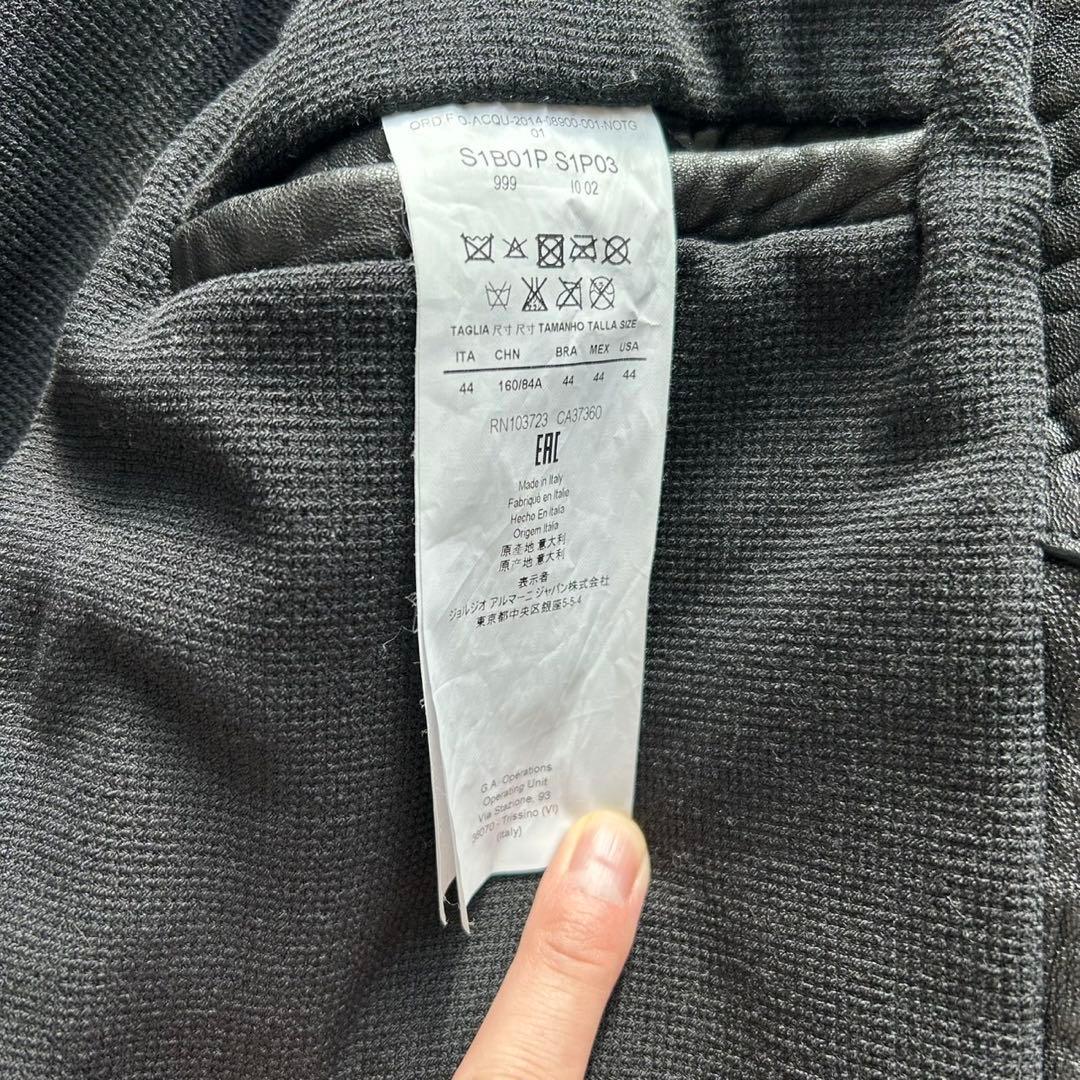 ORD.F.O.ACQU-2014-08900-001-NOTG
01
S1B01P S1P03
999 I0 02
TAGLIA 尺寸 尺寸 TAMANHO TALLA SIZE
ITA CHN BRA MEX USA
44 160/84A 44 44 44
RN103723 CA37360
EAC
Made in Italy
Fabriqué en Italie
Hecho En Italia
Origem Itália
原產地 意大利
原产地 意大利
表示者
ジョルジオ アルマーニ ジャパン株式会社
東京都中央区銀座5-5-4
G.A. Operations
Operating Unit
Via Stazione, 93
36070 - Trissino (VI)
(Italy)